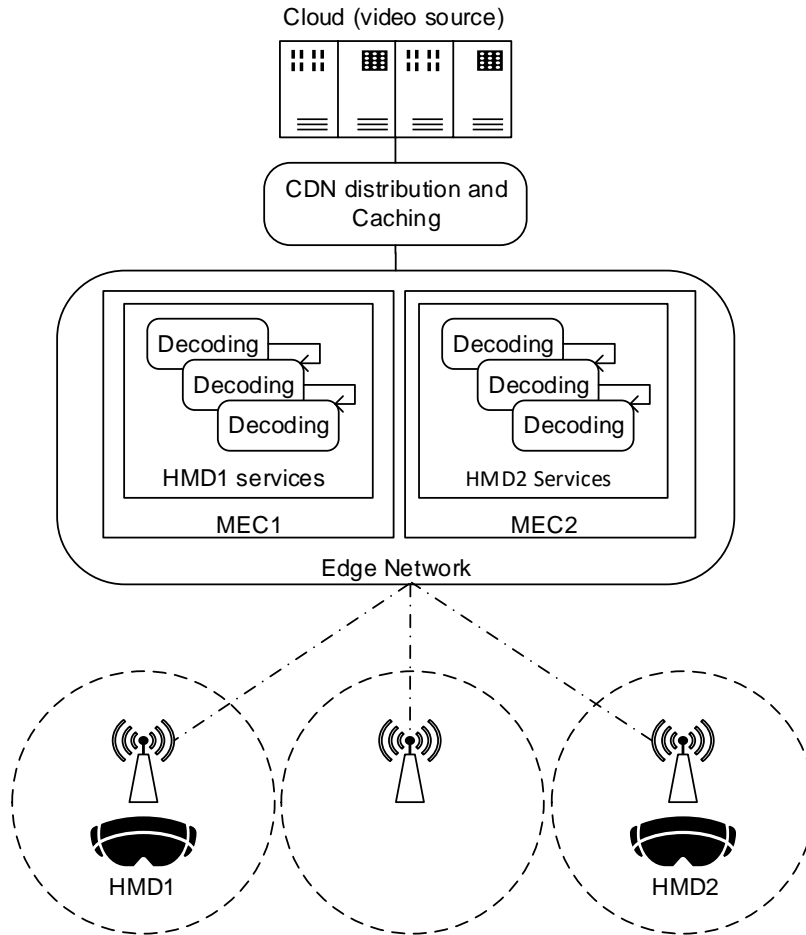 Cloud (video source)
CDN distribution and
Caching
Decoding
Decoding
Decoding
HMD1 services
MEC1
Decoding
Decoding
Decoding
HMD2 Services
MEC2
Edge Network
HMD1
HMD2